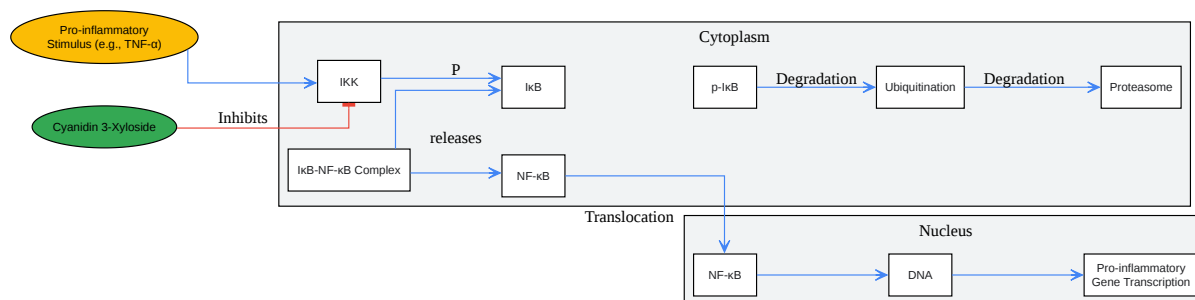 Pro-inflammatory
Stimulus (e.g., TNF-α)
Cytoplasm
IKK
P
IκB
p-IκB
Degradation
Ubiquitination
Degradation
Proteasome
Cyanidin 3-Xyloside
Inhibits
releases
IκB-NF-κB Complex
NF-κB
Translocation
Nucleus
NF-κB
DNA
Pro-inflammatory
Gene Transcription